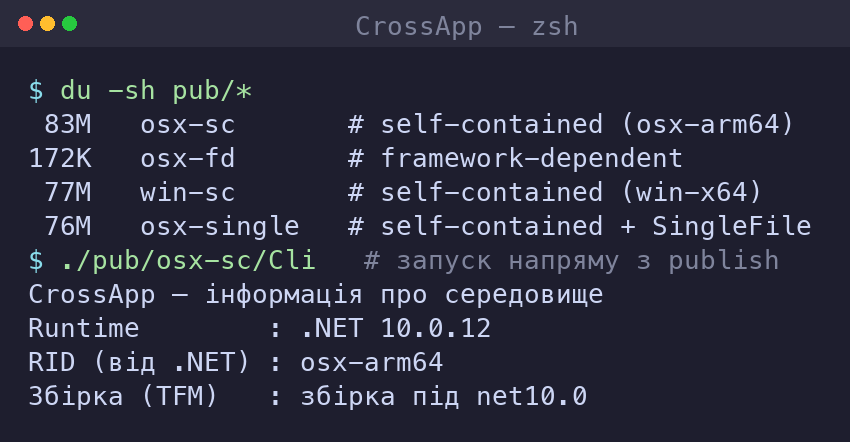 CrossApp — zsh
$ du -sh pub/*
83M   osx-sc       # self-contained (osx-arm64)
172K   osx-fd       # framework-dependent
77M   win-sc       # self-contained (win-x64)
76M   osx-single   # self-contained + SingleFile
$ ./pub/osx-sc/Cli   # запуск напряму з publish
CrossApp — інформація про середовище
Runtime        : .NET 10.0.12
RID (від .NET) : osx-arm64
Збірка (TFM)   : збірка під net10.0